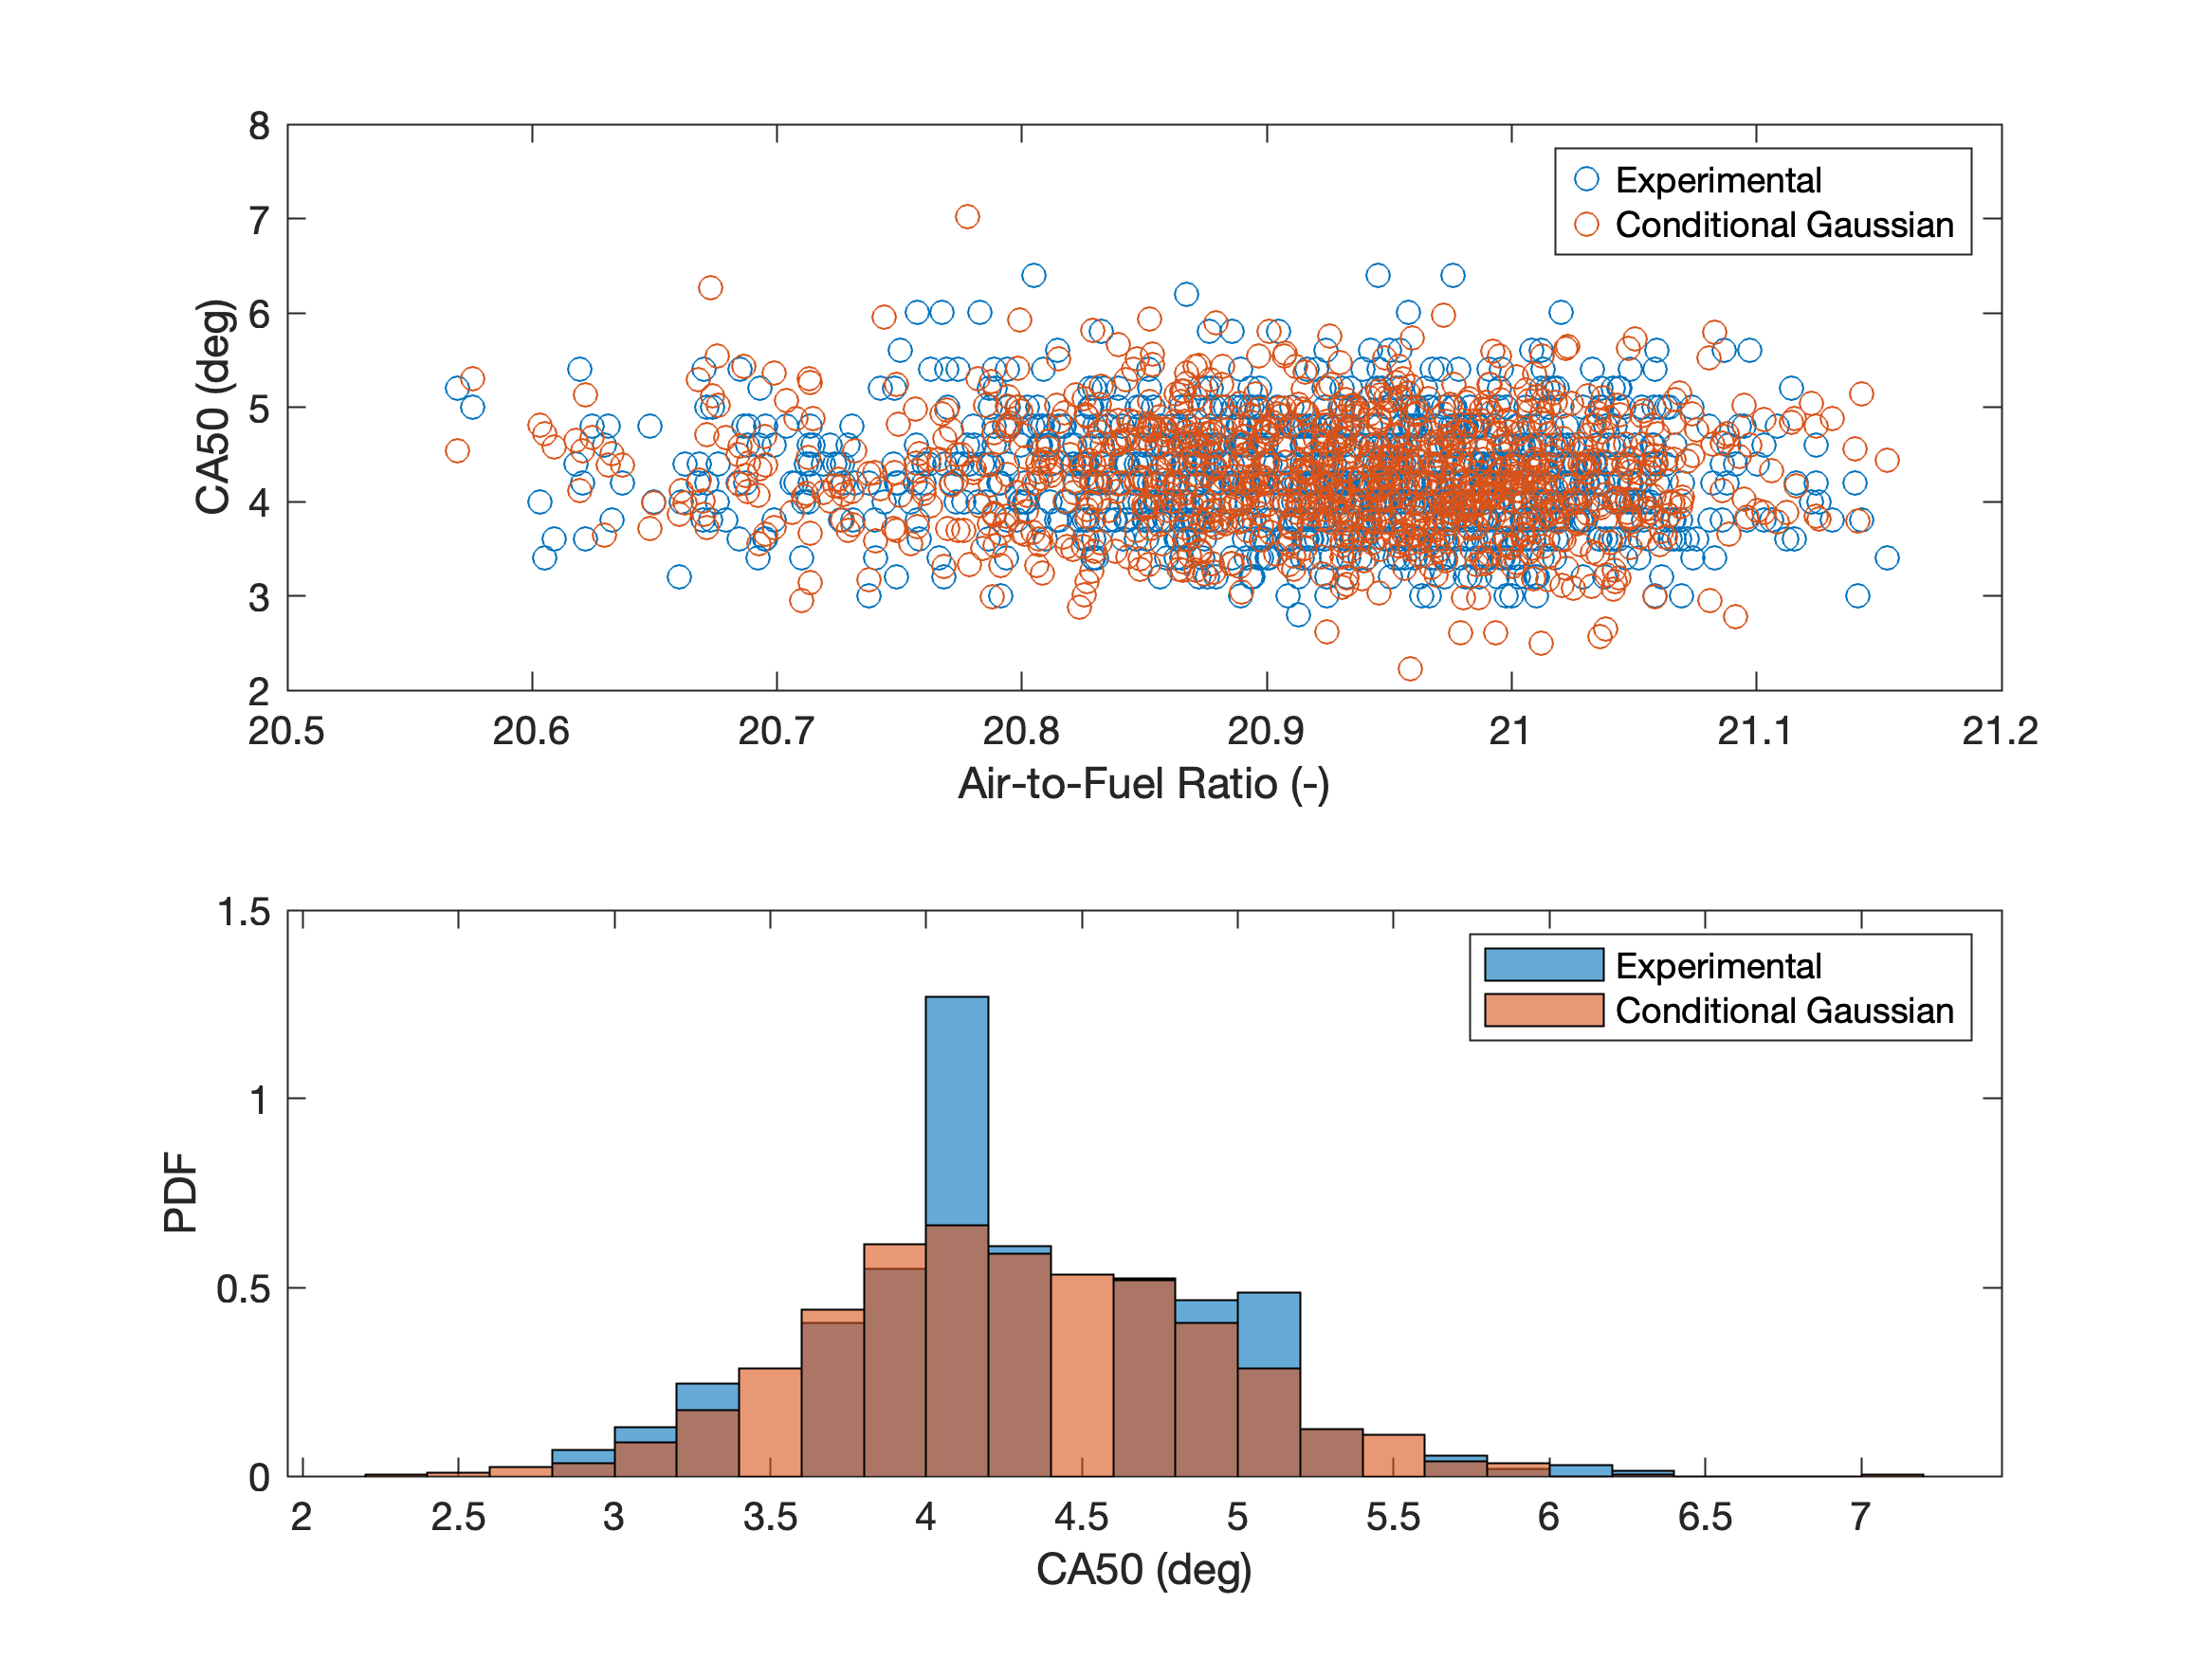 8
7
6
5
4
3
2
CA50 (deg)
Experimental
Conditional Gaussian
20.5 20.6 20.7 20.8 20.9 21 21.1 21.2
Air-to-Fuel Ratio (-)
1.5
1
0.5
0
PDF
Experimental
Conditional Gaussian
2 2.5 3 3.5 4 4.5 5 5.5 6 6.5 7
CA50 (deg)